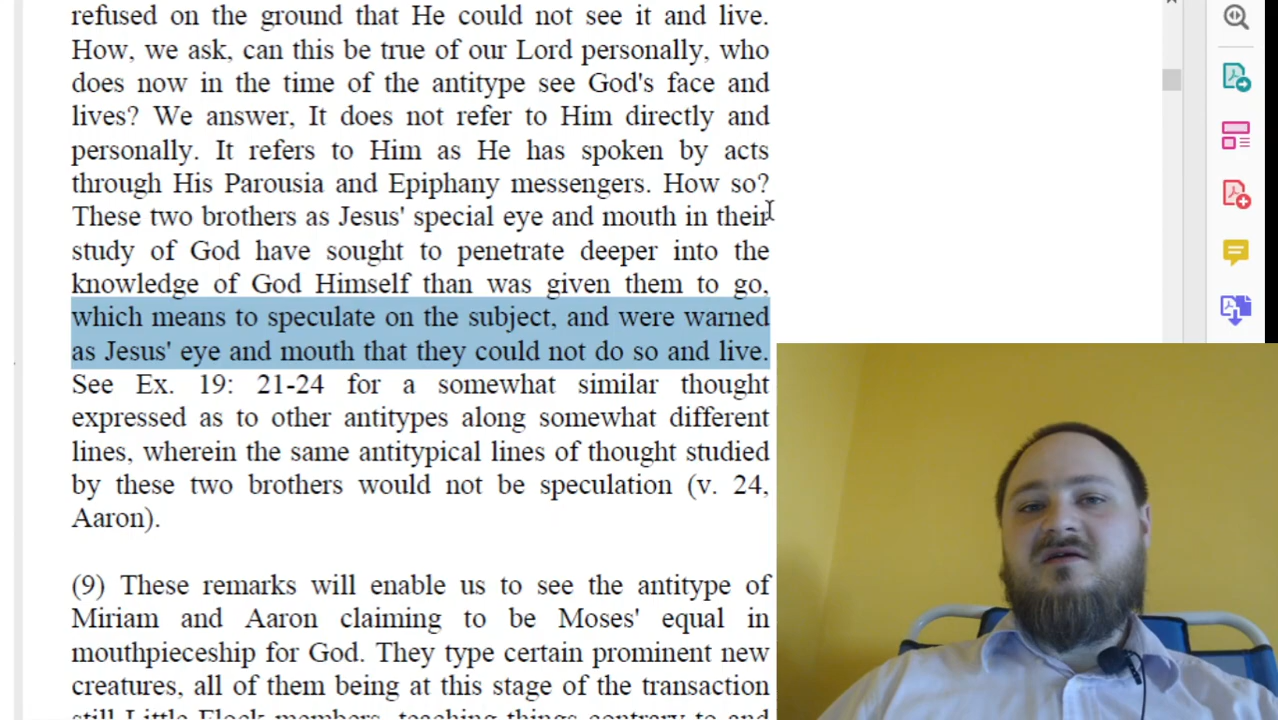 refused on the ground that He could not see it and live.
How, we ask, can this be true of our Lord personally, who
does now in the time of the antitype see God's face and
lives? We answer, It does not refer to Him directly and
personally. It refers to Him as He has spoken by acts
through His Parousia and Epiphany messengers. How so?
These two brothers as Jesus' special eye and mouth in their
study of God have sought to penetrate deeper into the
knowledge of God Himself than was given them to go,
which means to speculate on the subject, and were warned
as Jesus' eye and mouth that they could not do so and live.
See Ex. 19: 21-24 for a somewhat similar thought
expressed as to other antitypes along somewhat different
lines, wherein the same antitypical lines of thought studied
by these two brothers would not be speculation (v. 24,
Aaron).
(9) These remarks will enable us to see the antitype of
Miriam and Aaron claiming to be Moses' equal in
mouthpieceship for God. They type certain prominent new
creatures, all of them being at this stage of the transaction
still Little Flock members, teaching things contrary to and